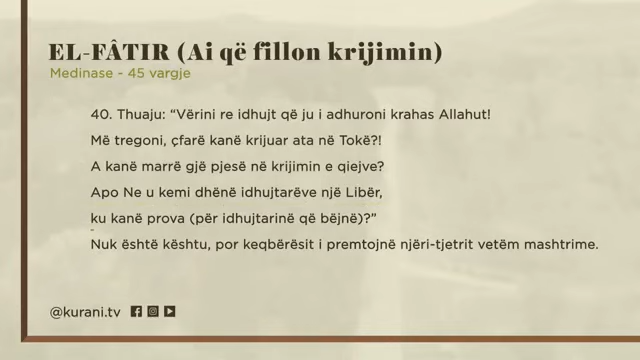 EL-FÂTIR (Ai që fillon krijimin)
Medinase - 45 vargje
40. Thuaju: “Vërini re idhujt që ju i adhuroni krahas Allahut!
Më tregoni, çfarë kanë krijuar ata në Tokë?!
A kanë marrë gjë pjesë në krijimin e qiejve?
Apo Ne u kemi dhënë idhujtarëve një Libër,
ku kanë prova (për idhujtarinë që bëjnë)?”
Nuk është kështu, por keqbërësit i premtojnë njëri-tjetrit vetëm mashtrime.
@kurani.tv